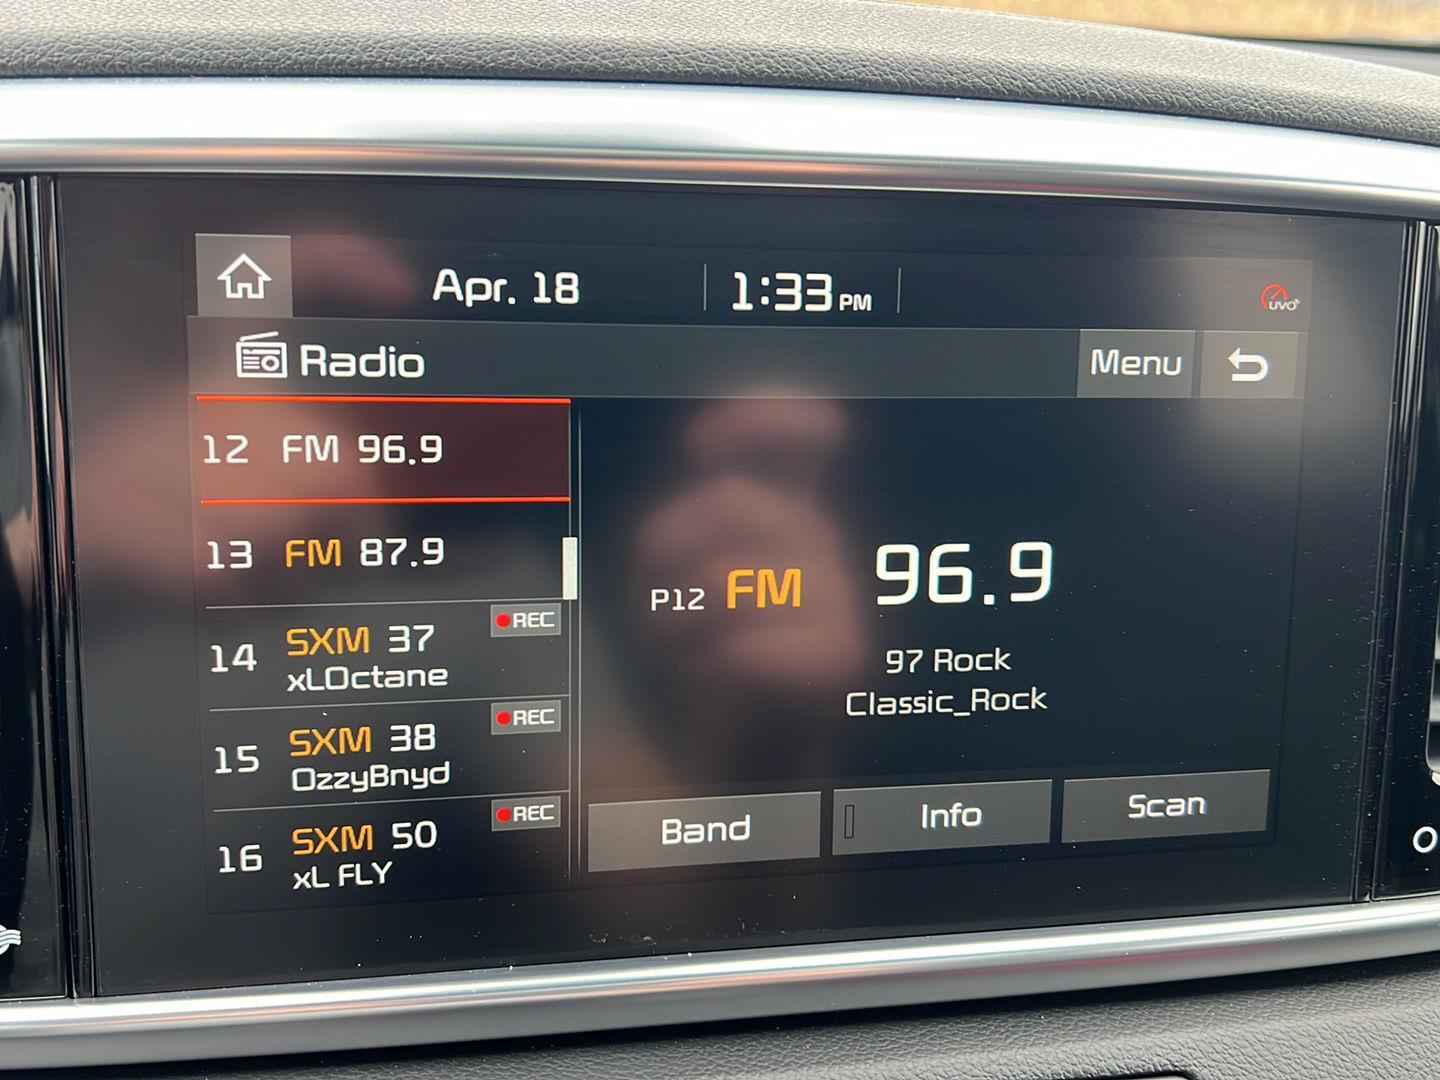 Apr. 18
1:33 PM
UVO
Radio
Menu
12 FM 96.9
13 FM 87.9
14 SXM 37
REC
xLOctane
15 SXM 38
REC
OzzyBnyd
16 SXM 50
REC
xL FLY
P12 FM 96.9
97 Rock
Classic_Rock
Band
Info
Scan